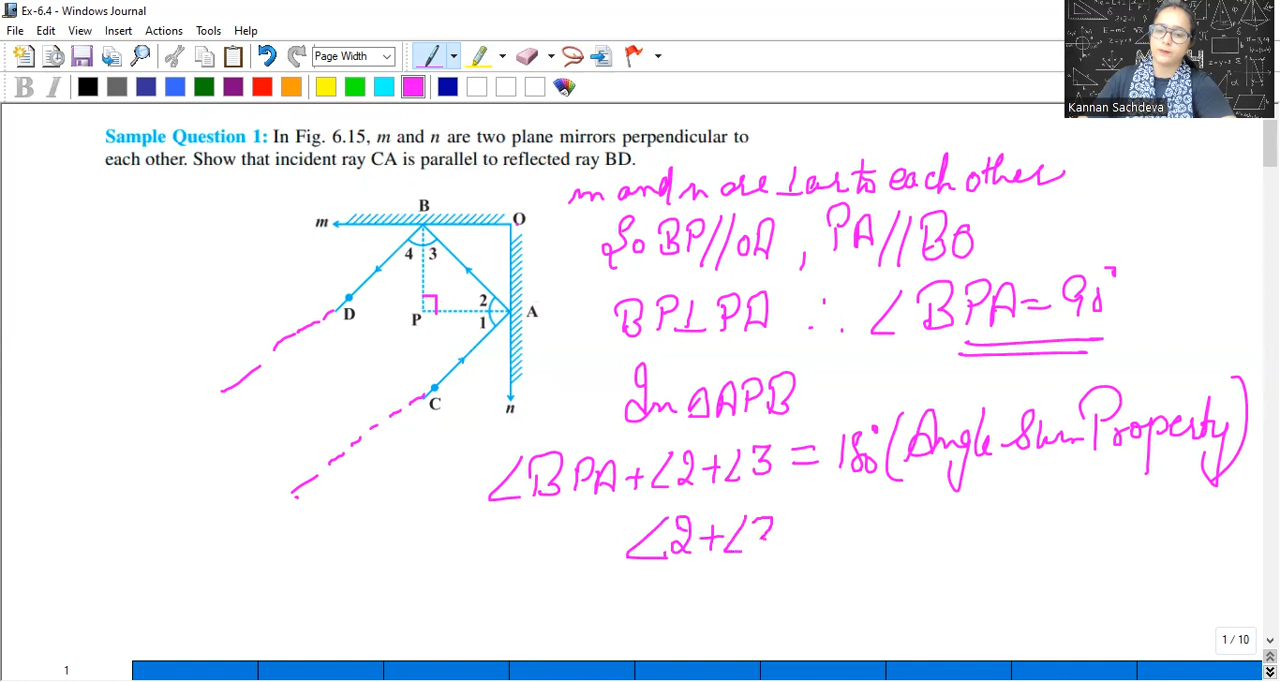 Ex-6.4 - Windows Journal
File Edit View Insert Actions Tools Help
Page Width
B I
Kannan Sachdeva
Sample Question 1: In Fig. 6.15, m and n are two plane mirrors perpendicular to
each other. Show that incident ray CA is parallel to reflected ray BD.
m and n are ⊥ar to each other
So BP//OA, PA//BO
BP⊥PA ∴ ∠BPA=90°
In △APB
∠BPA+∠2+∠3=180° (Angle Sum Property)
∠2+∠3
B
m
O
4 3
2
D
P
A
1
C
n
1 / 10
1